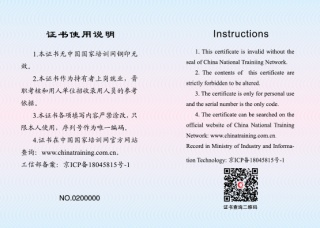 证书使用说明
1.本证书无中国国家培训网钢印无
效。
2.本证书作为持有者上岗就业，晋
职考核和用人单位招收录用人员的参考
依据。
3.本证书各项填写内容严禁涂改，只
限本人使用。序列号作为唯一识别。
4.证书在中国国家培训网官方网站
查询：www.chinatraining.com.cn．
工信部备案：京ICP备18045815号-1
NO.0200000
Instructions
1. This certificate is invalid without the
seal of China National Traininng Network.
2. The contents of this certificate are
strictly forbidden to be altered.
3. The certificate is only for personal use
and the serial number is the only code.
4. The certificate can be searched on the
official website of China National Training
Network: www.chinatraining.com.cn
Record in Ministry of Industry and Informa-
tion Technology: 京ICP备18045815号-1
证书查询二维码